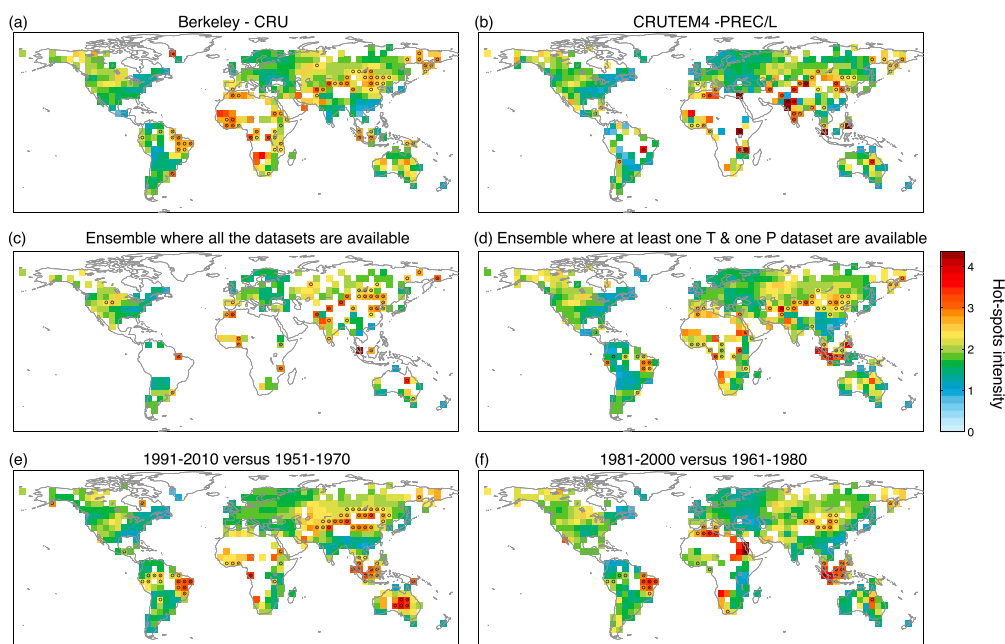 (a) Berkeley - CRU
(b) CRUTEM4 -PREC/L
(c) Ensemble where all the datasets are available
(d) Ensemble where at least one T & one P dataset are available
4
3
2
1
0
Hot-spots intensity
(e) 1991-2010 versus 1951-1970
(f) 1981-2000 versus 1961-1980